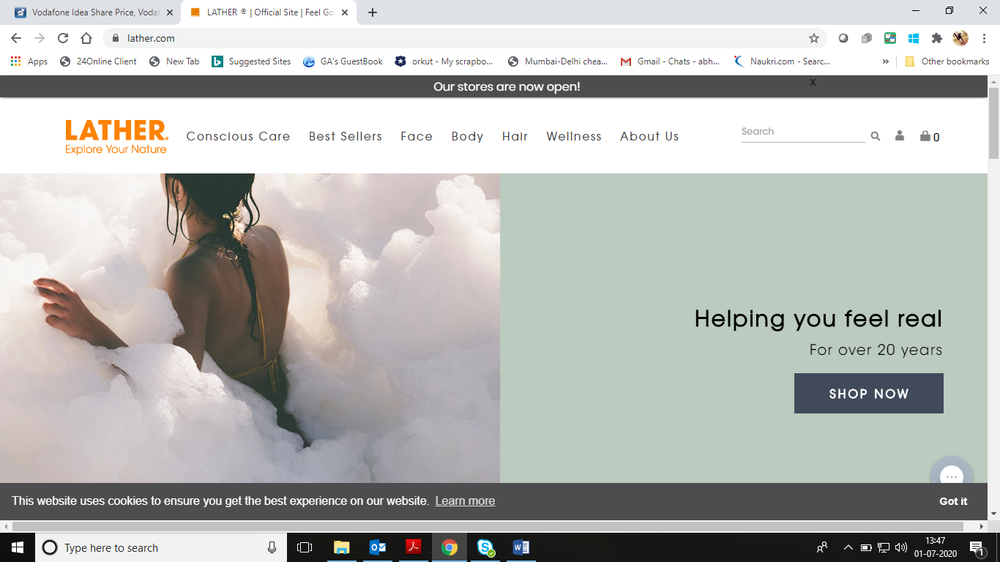 Vodafone Idea Share Price, Vodaf
LATHER ® | Official Site | Feel Go
lather.com
Apps
24Online Client
New Tab
Suggested Sites
GA's GuestBook
orkut - My scrapbo...
Mumbai-Delhi chea...
Gmail - Chats - abh...
Naukri.com - Searc...
»
Other bookmarks
Our stores are now open!
x
LATHER®
Explore Your Nature
Conscious Care
Best Sellers
Face
Body
Hair
Wellness
About Us
Search
0
Helping you feel real
For over 20 years
SHOP NOW
This website uses cookies to ensure you get the best experience on our website. Learn more
Got it
Type here to search
13:47
01-07-2020
1